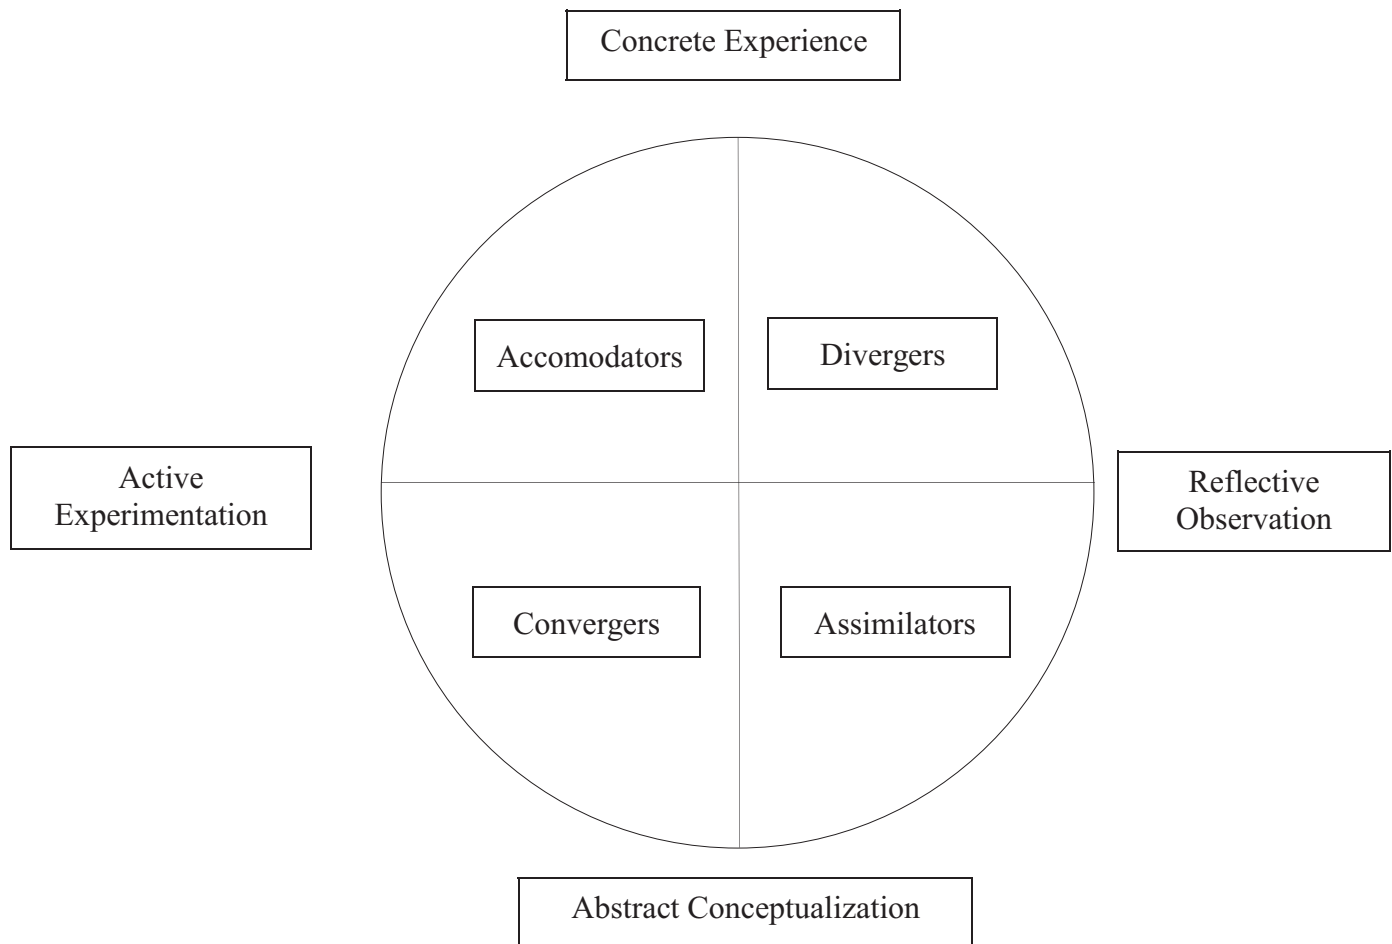 Concrete Experience
Accomodators
Divergers
Active
Experimentation
Reflective
Observation
Convergers
Assimilators
Abstract Conceptualization